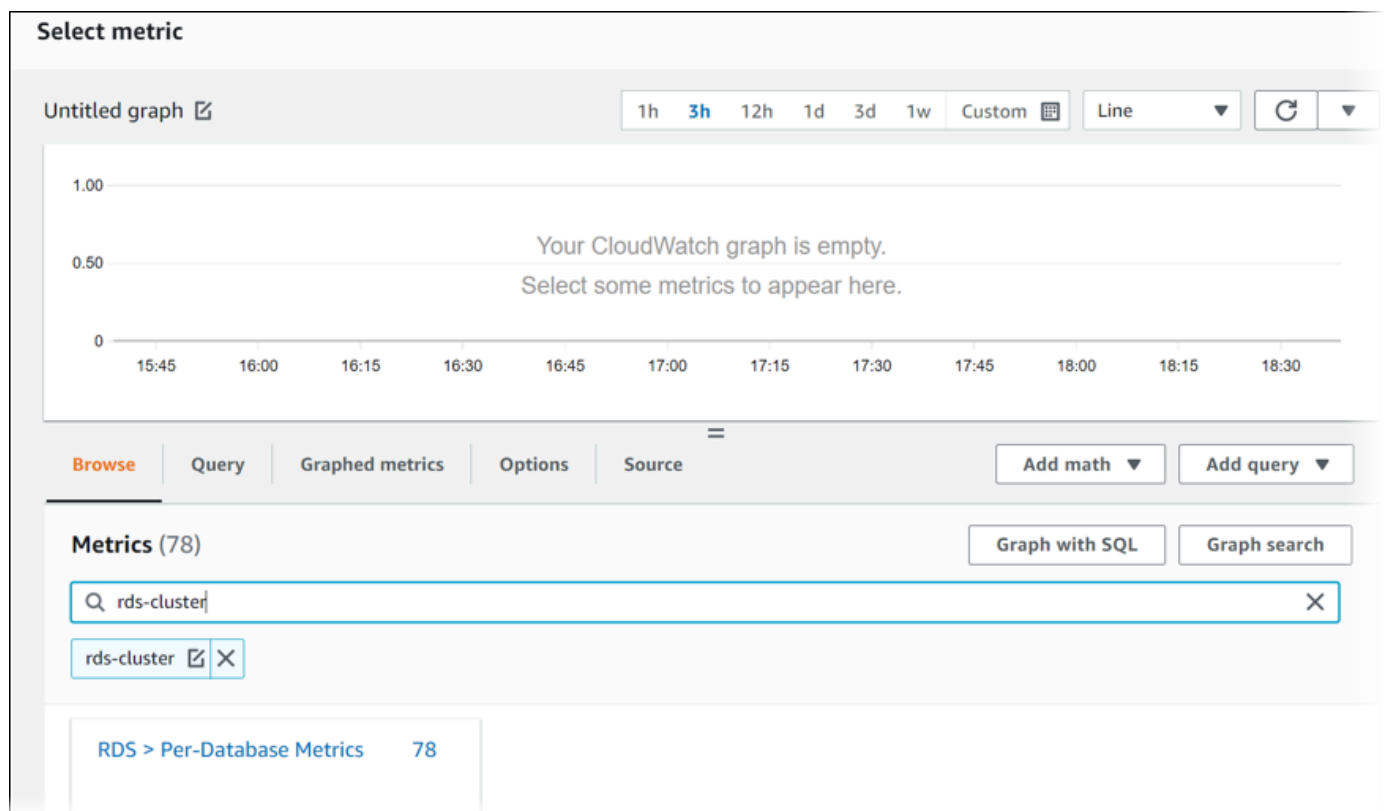 Select metric
Untitled graph
1h 3h 12h 1d 3d 1w Custom Line
1.00
Your CloudWatch graph is empty.
0.50
Select some metrics to appear here.
0
15:45 16:00 16:15 16:30 16:45 17:00 17:15 17:30 17:45 18:00 18:15 18:30
Browse Query Graphed metrics Options Source Add math Add query
Metrics (78) Graph with SQL Graph search
rds-cluster
rds-cluster
RDS > Per-Database Metrics 78